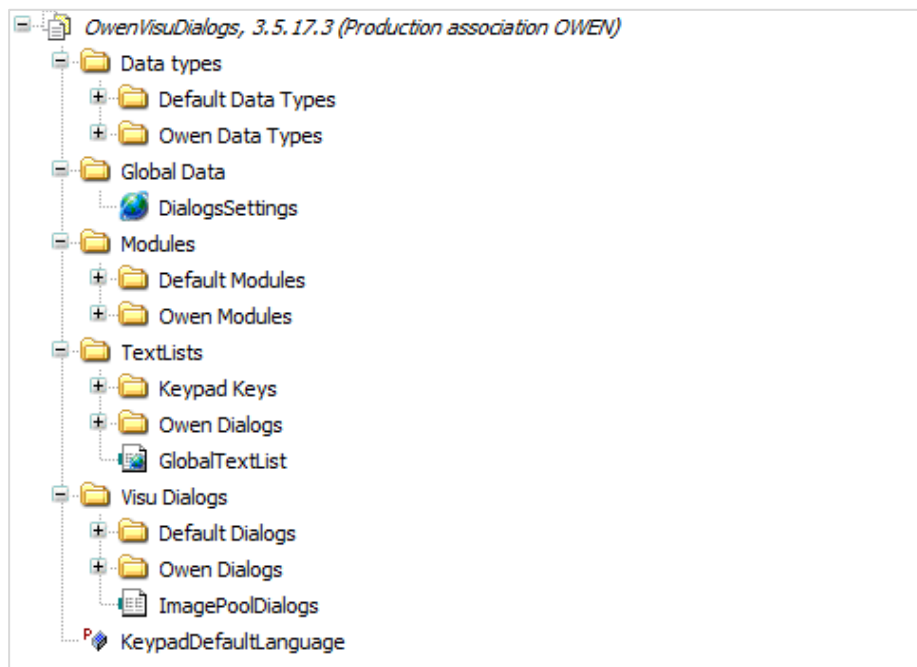 OwenVisuDialogs, 3.5.17.3 (Production association OWEN)
Data types
Default Data Types
Owen Data Types
Global Data
DialogsSettings
Modules
Default Modules
Owen Modules
TextLists
Keypad Keys
Owen Dialogs
GlobalTextList
Visu Dialogs
Default Dialogs
Owen Dialogs
ImagePoolDialogs
KeypadDefaultLanguage